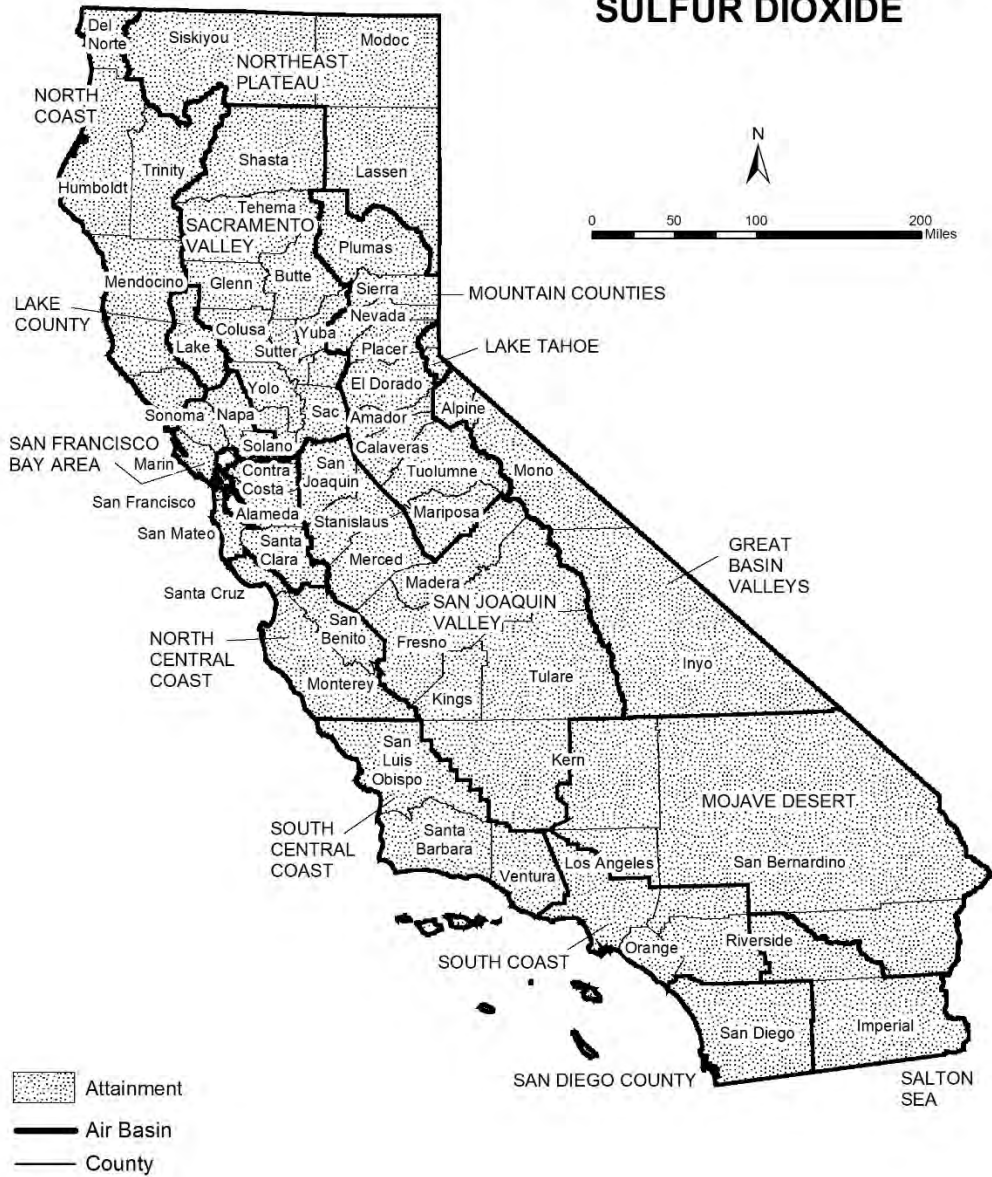 SULFUR DIOXIDE
Del
Norte
Siskiyou
Modoc
NORTHEAST
PLATEAU
NORTH
COAST
N
Trinity
Shasta
Lassen
Humboldt
Tehema
SACRAMENTO
VALLEY
0 50 100 200
Miles
Plumas
Mendocino
Glenn
Butte
Sierra
MOUNTAIN COUNTIES
LAKE
COUNTY
Nevada
Colusa
Yuba
Lake
Sutter
Placer
LAKE TAHOE
Yolo
El Dorado
Sonoma
Napa
Sac
Amador
Alpine
SAN FRANCISCO
BAY AREA
Solano
Calaveras
Marin
Contra
Costa
San
Joaquin
Tuolumne
Mono
San Francisco
Alameda
Stanislaus
Mariposa
San Mateo
Santa
Clara
Merced
GREAT
BASIN
VALLEYS
Madera
Santa Cruz
SAN JOAQUIN
VALLEY
San
Benito
NORTH
CENTRAL
COAST
Fresno
Inyo
Monterey
Kings
Tulare
San
Luis
Obispo
Kern
MOJAVE DESERT
SOUTH
CENTRAL
COAST
Santa
Barbara
Los Angeles
San Bernardino
Ventura
Orange
Riverside
SOUTH COAST
San Diego
Imperial
SAN DIEGO COUNTY
SALTON
SEA
Attainment
Air Basin
County